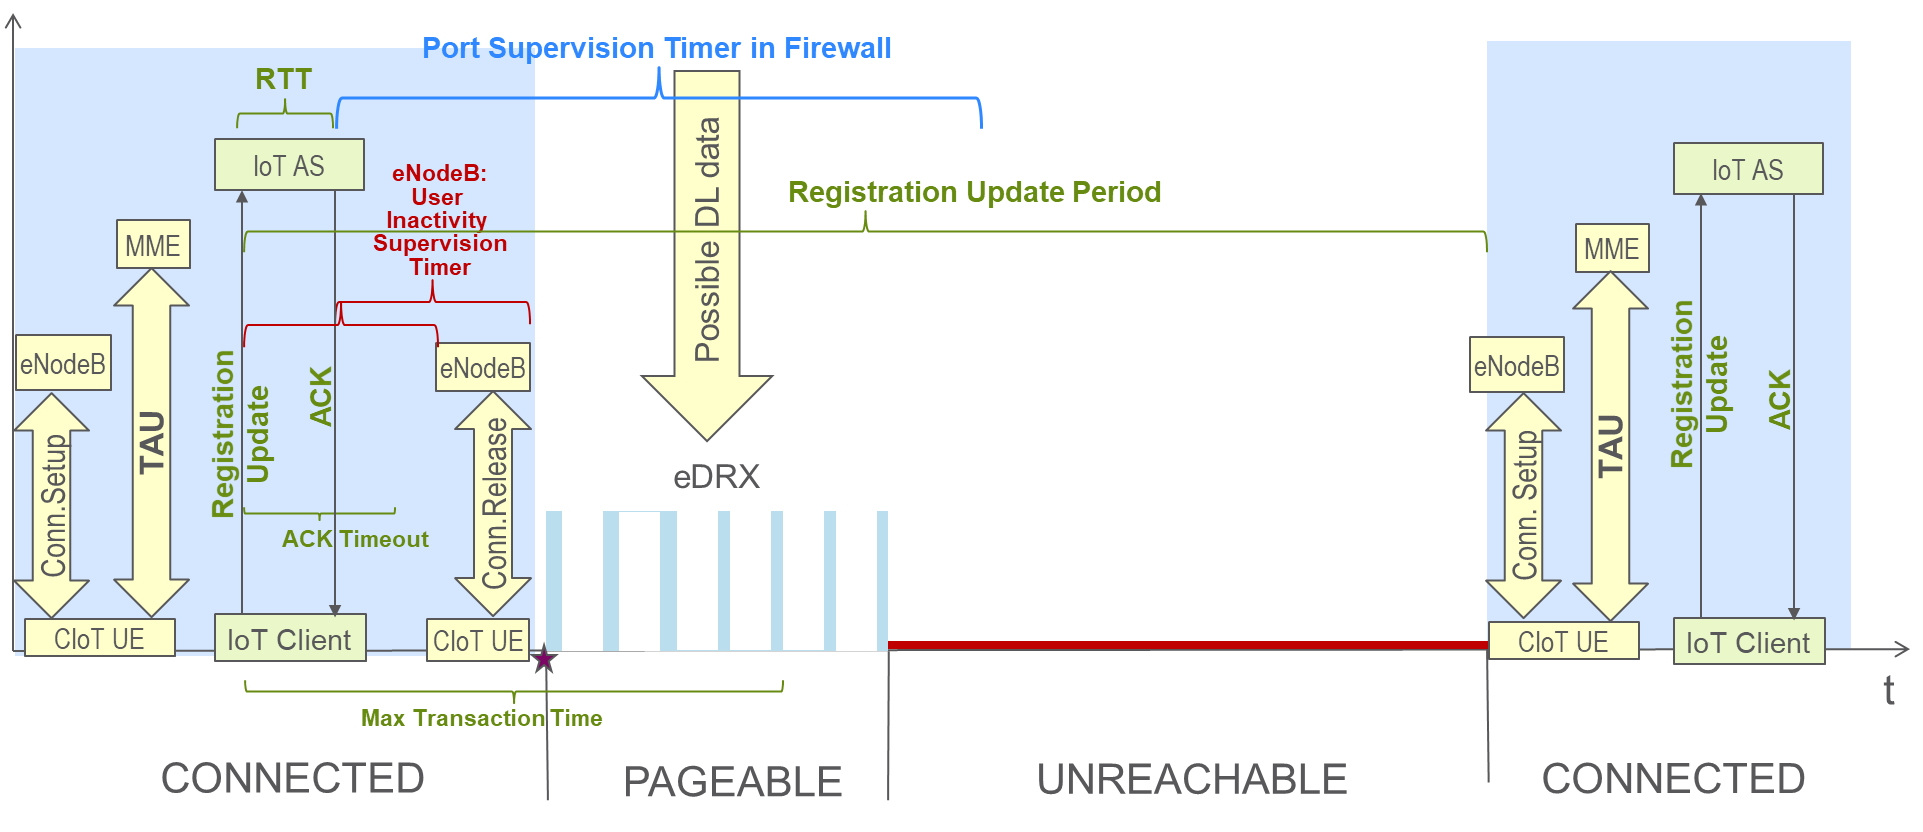 Port Supervision Timer in Firewall
RTT
IoT AS
eNodeB:
User
Inactivity
Supervision
Timer
MME
eNodeB
Conn.Setup
TAU
Registration
Update
ACK
ACK Timeout
eNodeB
Conn.Release
CIoT UE
IoT Client
CIoT UE
Possible DL data
eDRX
Registration Update Period
IoT AS
MME
eNodeB
Conn. Setup
TAU
Registration
Update
ACK
CIoT UE
IoT Client
t
Max Transaction Time
CONNECTED
PAGEABLE
UNREACHABLE
CONNECTED